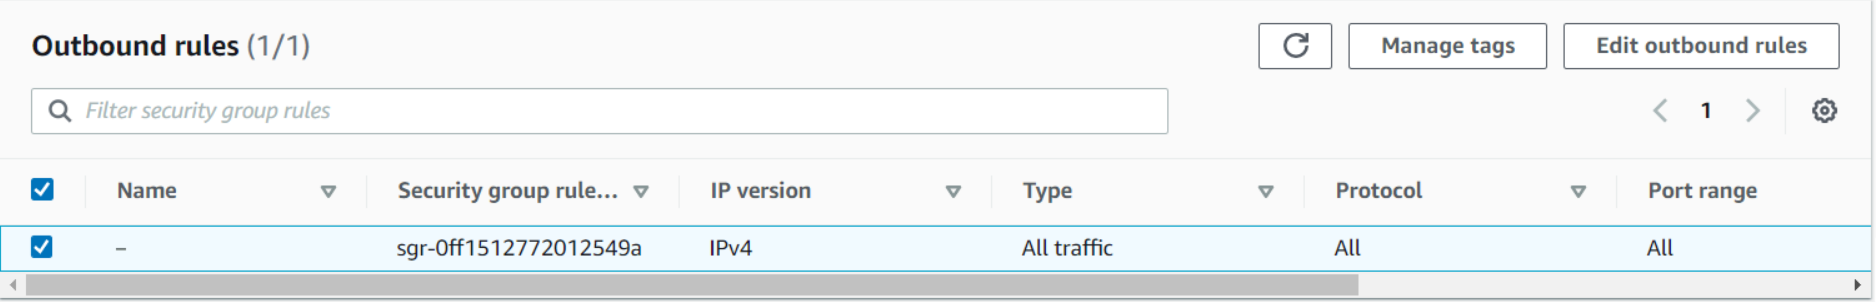 Outbound rules (1/1)
Manage tags
Edit outbound rules
Filter security group rules
1
Name Security group rule... IP version Type Protocol Port range
– sgr-0ff1512772012549a IPv4 All traffic All All